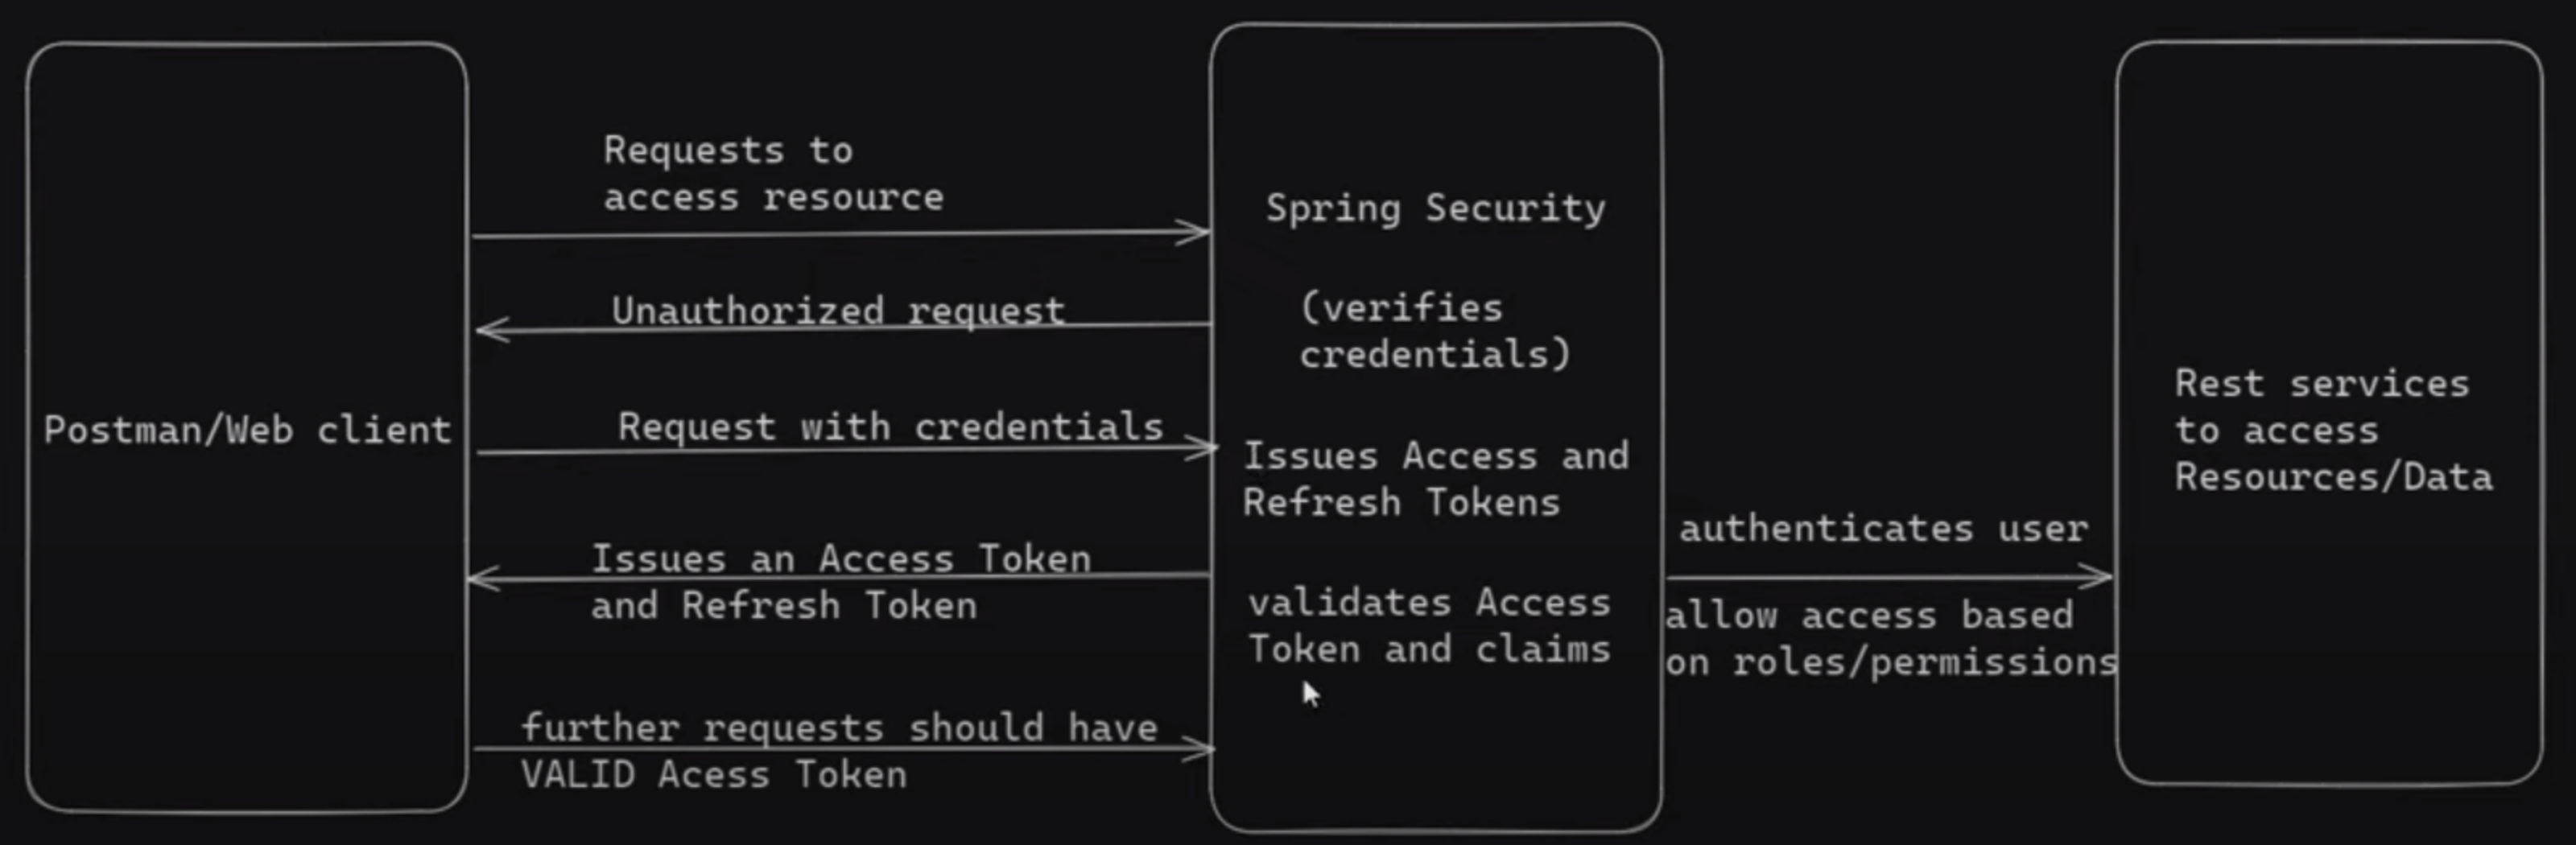 Postman/Web client
Requests to
access resource
Unauthorized request
Request with credentials
Issues an Access Token
and Refresh Token
further requests should have
VALID Acess Token
Spring Security
(verifies
credentials)
Issues Access and
Refresh Tokens
validates Access
Token and claims
authenticates user
allow access based
on roles/permissions
Rest services
to access
Resources/Data